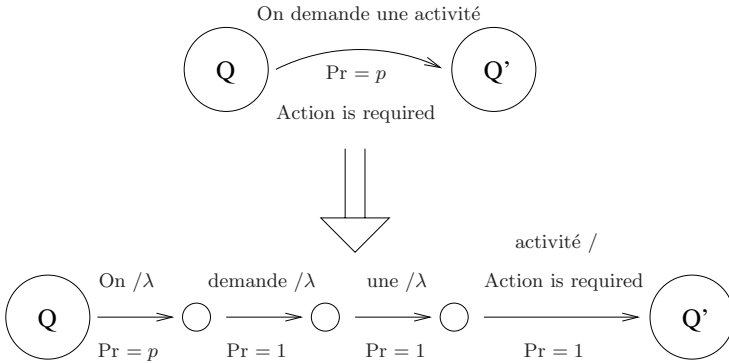 On demande une activité
Q
Q'
Pr = p
Action is required
activité /
On /λ
demande /λ
une /λ
Action is required
Q
Q'
Pr = p
Pr = 1
Pr = 1
Pr = 1